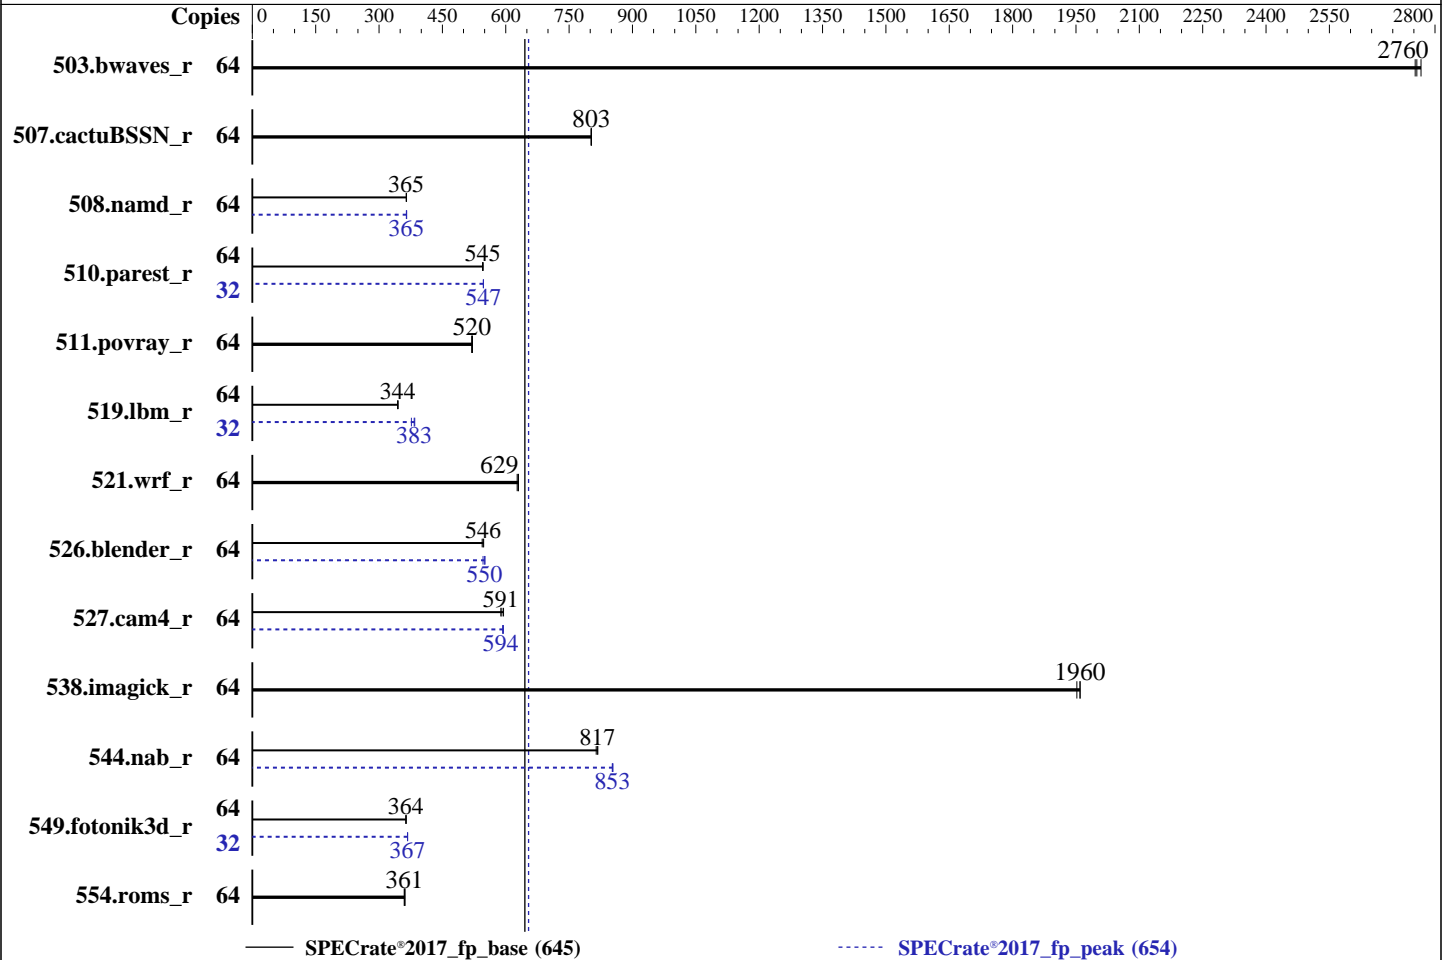 Copies 0 150 300 450 600 750 900 1050 1200 1350 1500 1650 1800 1950 2100 2250 2400 2550 2800
503.bwaves_r 64 2760
507.cactuBSSN_r 64 803
508.namd_r 64 365
365
510.parest_r 64 545
32 547
511.povray_r 64 520
519.lbm_r 64 344
32 383
521.wrf_r 64 629
526.blender_r 64 546
550
527.cam4_r 64 591
594
538.imagick_r 64 1960
544.nab_r 64 817
853
549.fotonik3d_r 64 364
32 367
554.roms_r 64 361
SPECrate®2017_fp_base (645) SPECrate®2017_fp_peak (654)